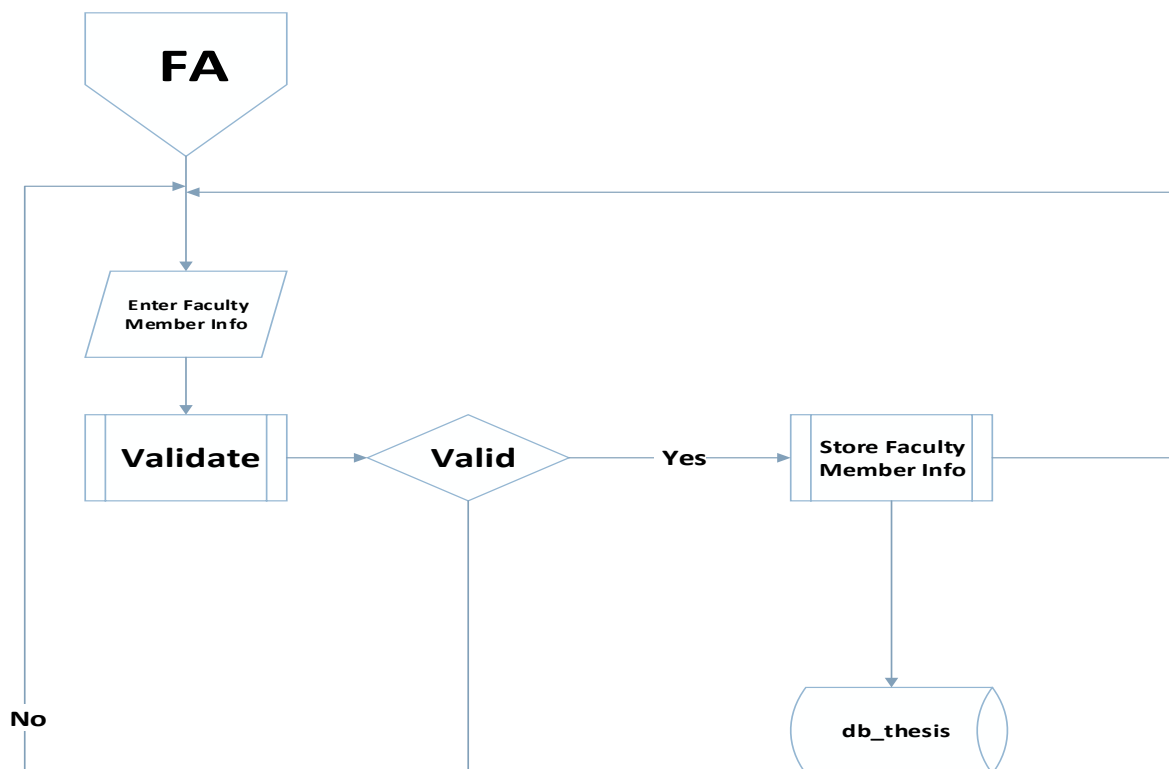 FA
Enter Faculty
Member Info
Validate
Valid
Yes
Store Faculty
Member Info
No
db_thesis